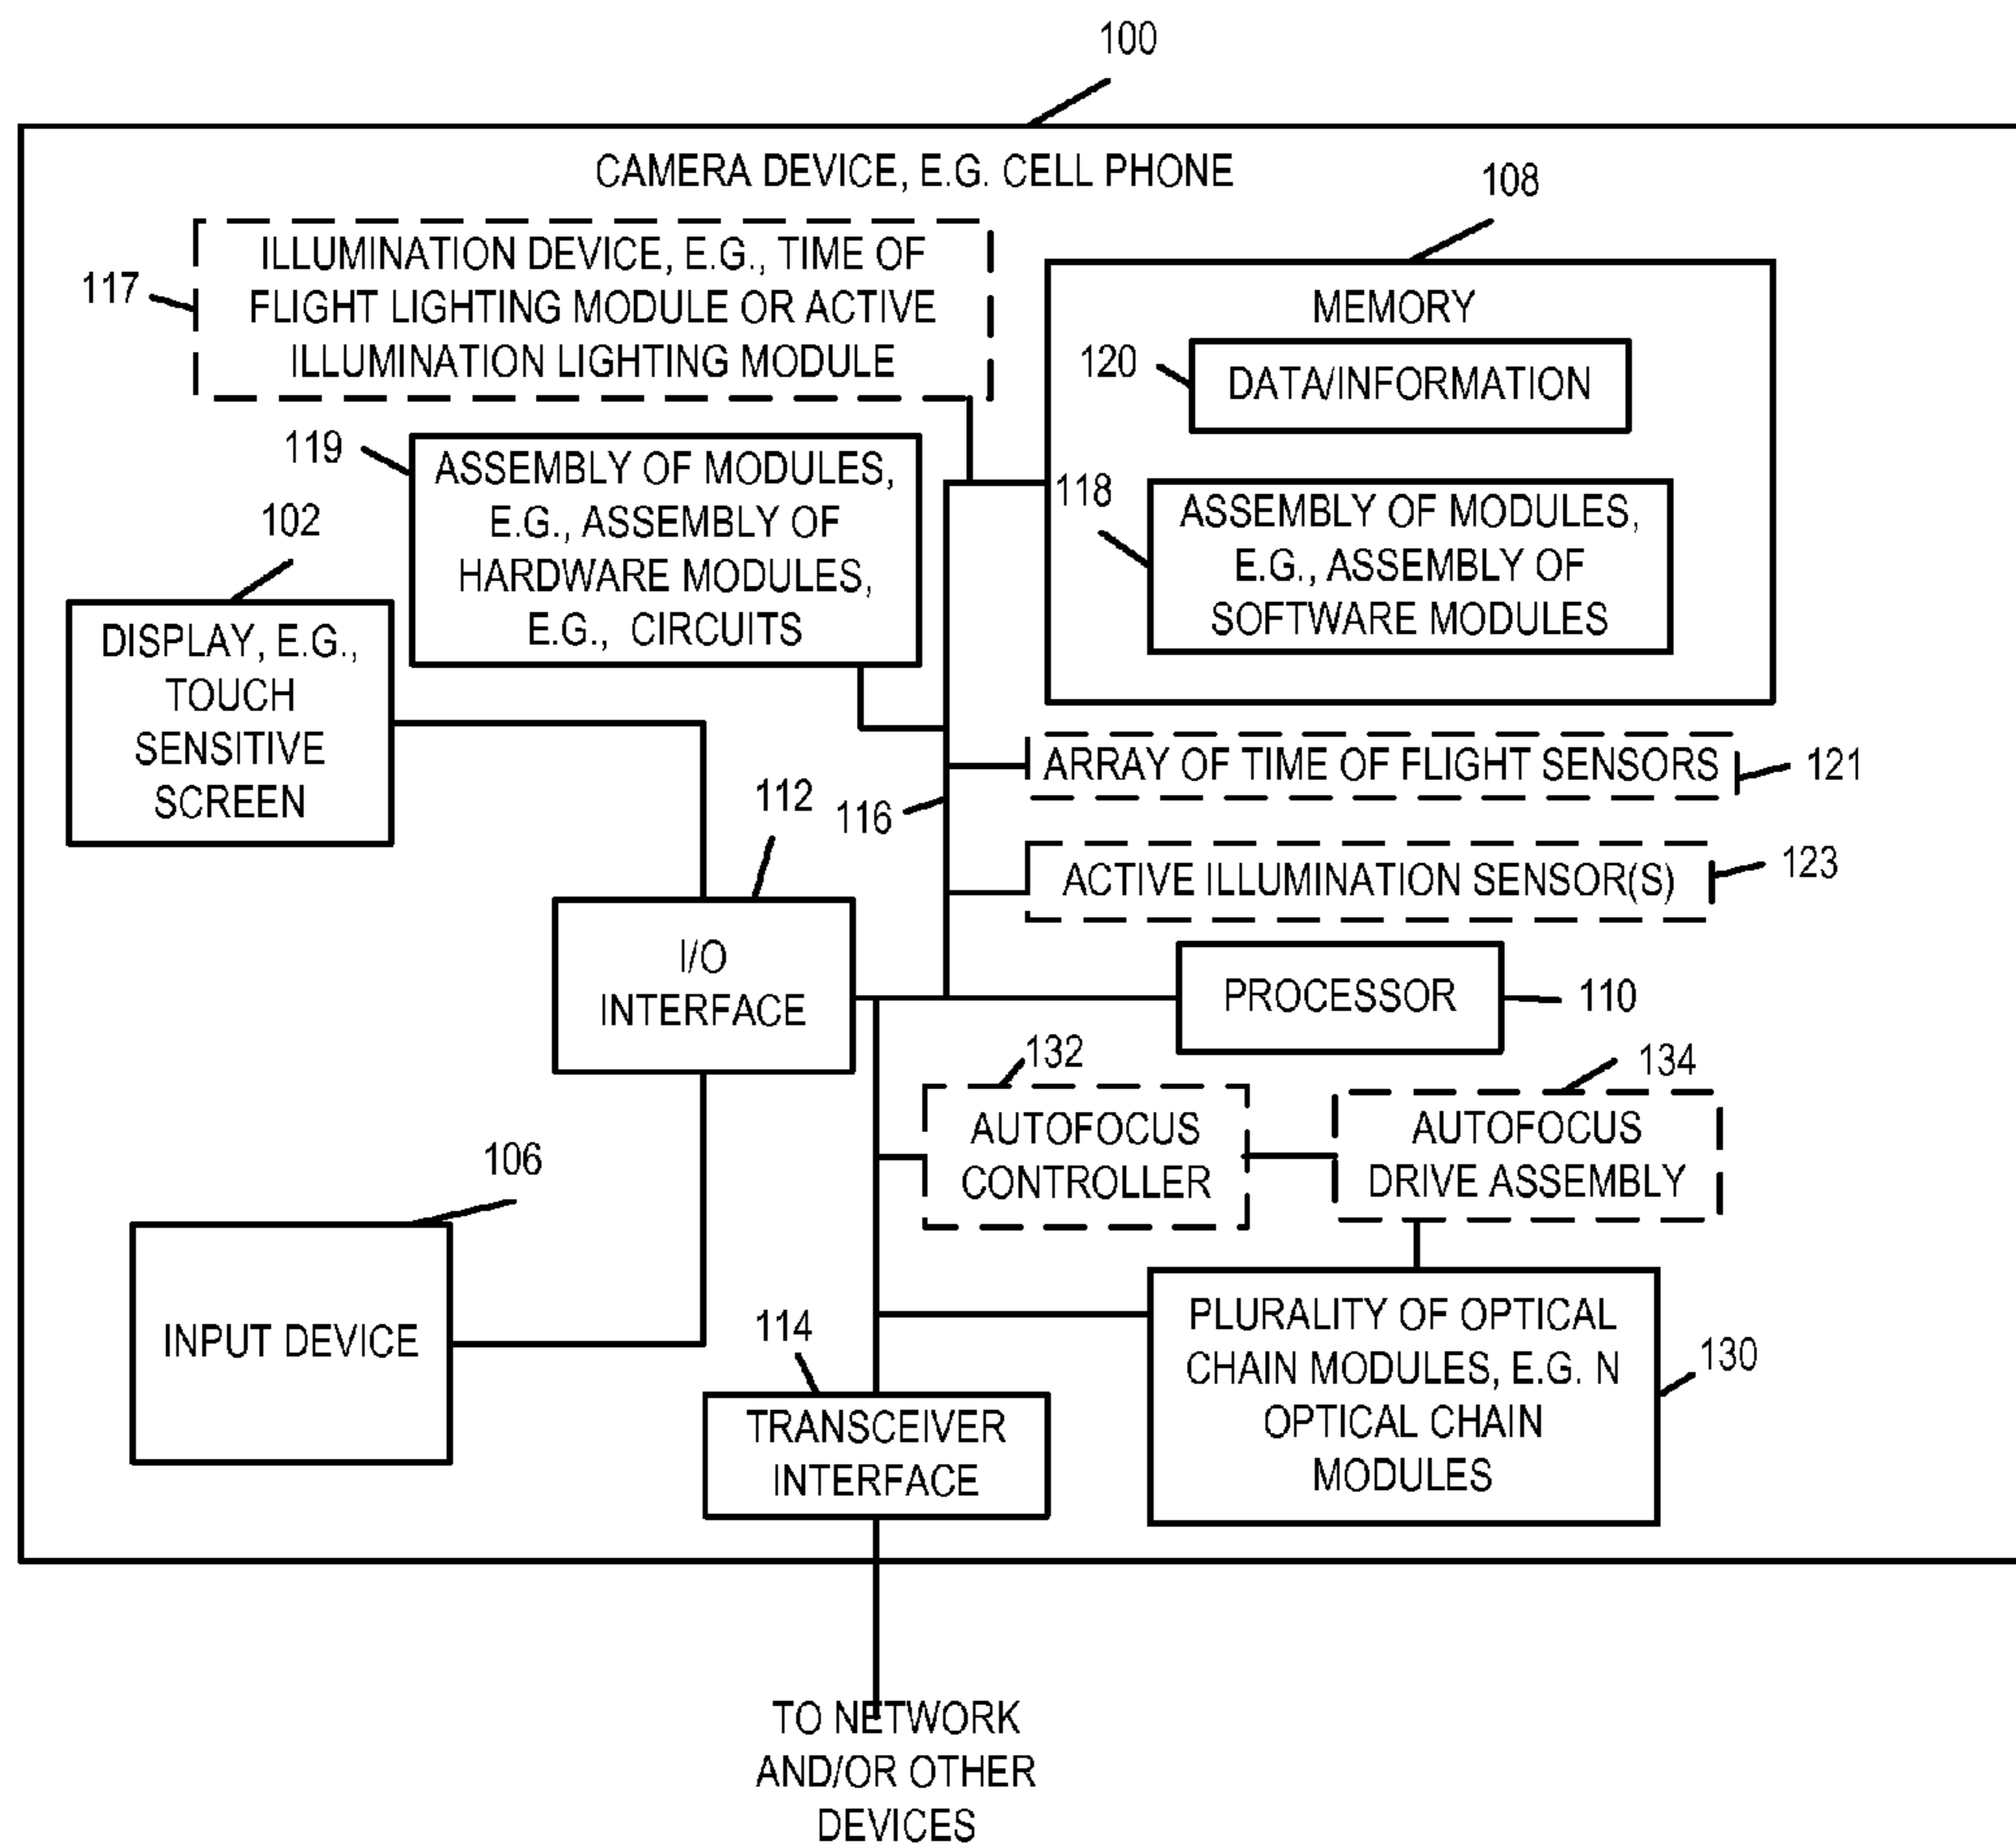 100
CAMERA DEVICE, E.G. CELL PHONE
108
117
ILLUMINATION DEVICE, E.G., TIME OF
FLIGHT LIGHTING MODULE OR ACTIVE
ILLUMINATION LIGHTING MODULE
MEMORY
120
DATA/INFORMATION
119
ASSEMBLY OF MODULES,
E.G., ASSEMBLY OF
HARDWARE MODULES,
E.G., CIRCUITS
118
ASSEMBLY OF MODULES,
E.G., ASSEMBLY OF
SOFTWARE MODULES
102
DISPLAY, E.G.,
TOUCH
SENSITIVE
SCREEN
ARRAY OF TIME OF FLIGHT SENSORS
121
112
116
ACTIVE ILLUMINATION SENSOR(S)
123
I/O
INTERFACE
PROCESSOR
110
132
134
AUTOFOCUS
CONTROLLER
AUTOFOCUS
DRIVE ASSEMBLY
106
INPUT DEVICE
114
TRANSCEIVER
INTERFACE
PLURALITY OF OPTICAL
CHAIN MODULES, E.G. N
OPTICAL CHAIN
MODULES
130
TO NETWORK
AND/OR OTHER
DEVICES